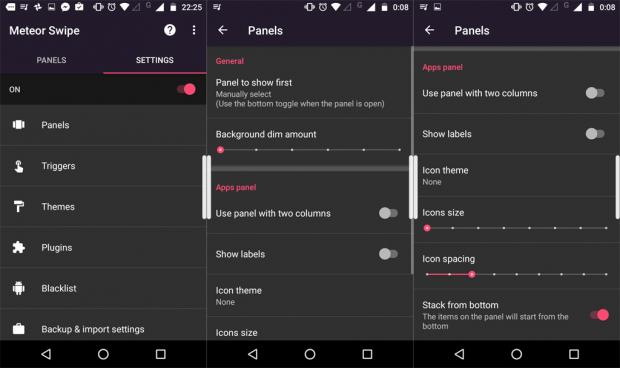 22:25
Meteor Swipe
PANELS
SETTINGS
ON
Panels
Triggers
Themes
Plugins
Blacklist
Backup & import settings
G
0:08
Panels
General
Panel to show first
Manually select
(Use the bottom toggle when the panel is open)
Background dim amount
Apps panel
Use panel with two columns
Show labels
Icon theme
None
Icons size
G
0:08
Panels
Apps panel
Use panel with two columns
Show labels
Icon theme
None
Icons size
Icon spacing
Stack from bottom
The items on the panel will start from the
bottom